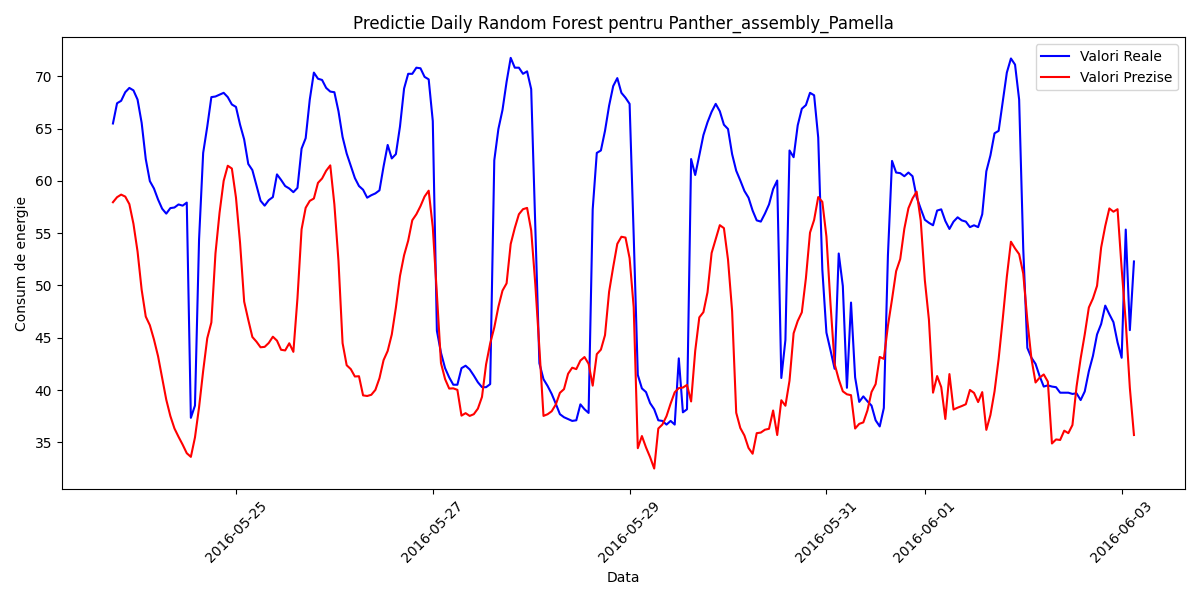 Predictie Daily Random Forest pentru Panther_assembly_Pamella
Valori Reale
Valori Prezise
Consum de energie
70
65
60
55
50
45
40
35
2016-05-25
2016-05-27
2016-05-29
2016-05-31
2016-06-01
2016-06-03
Data